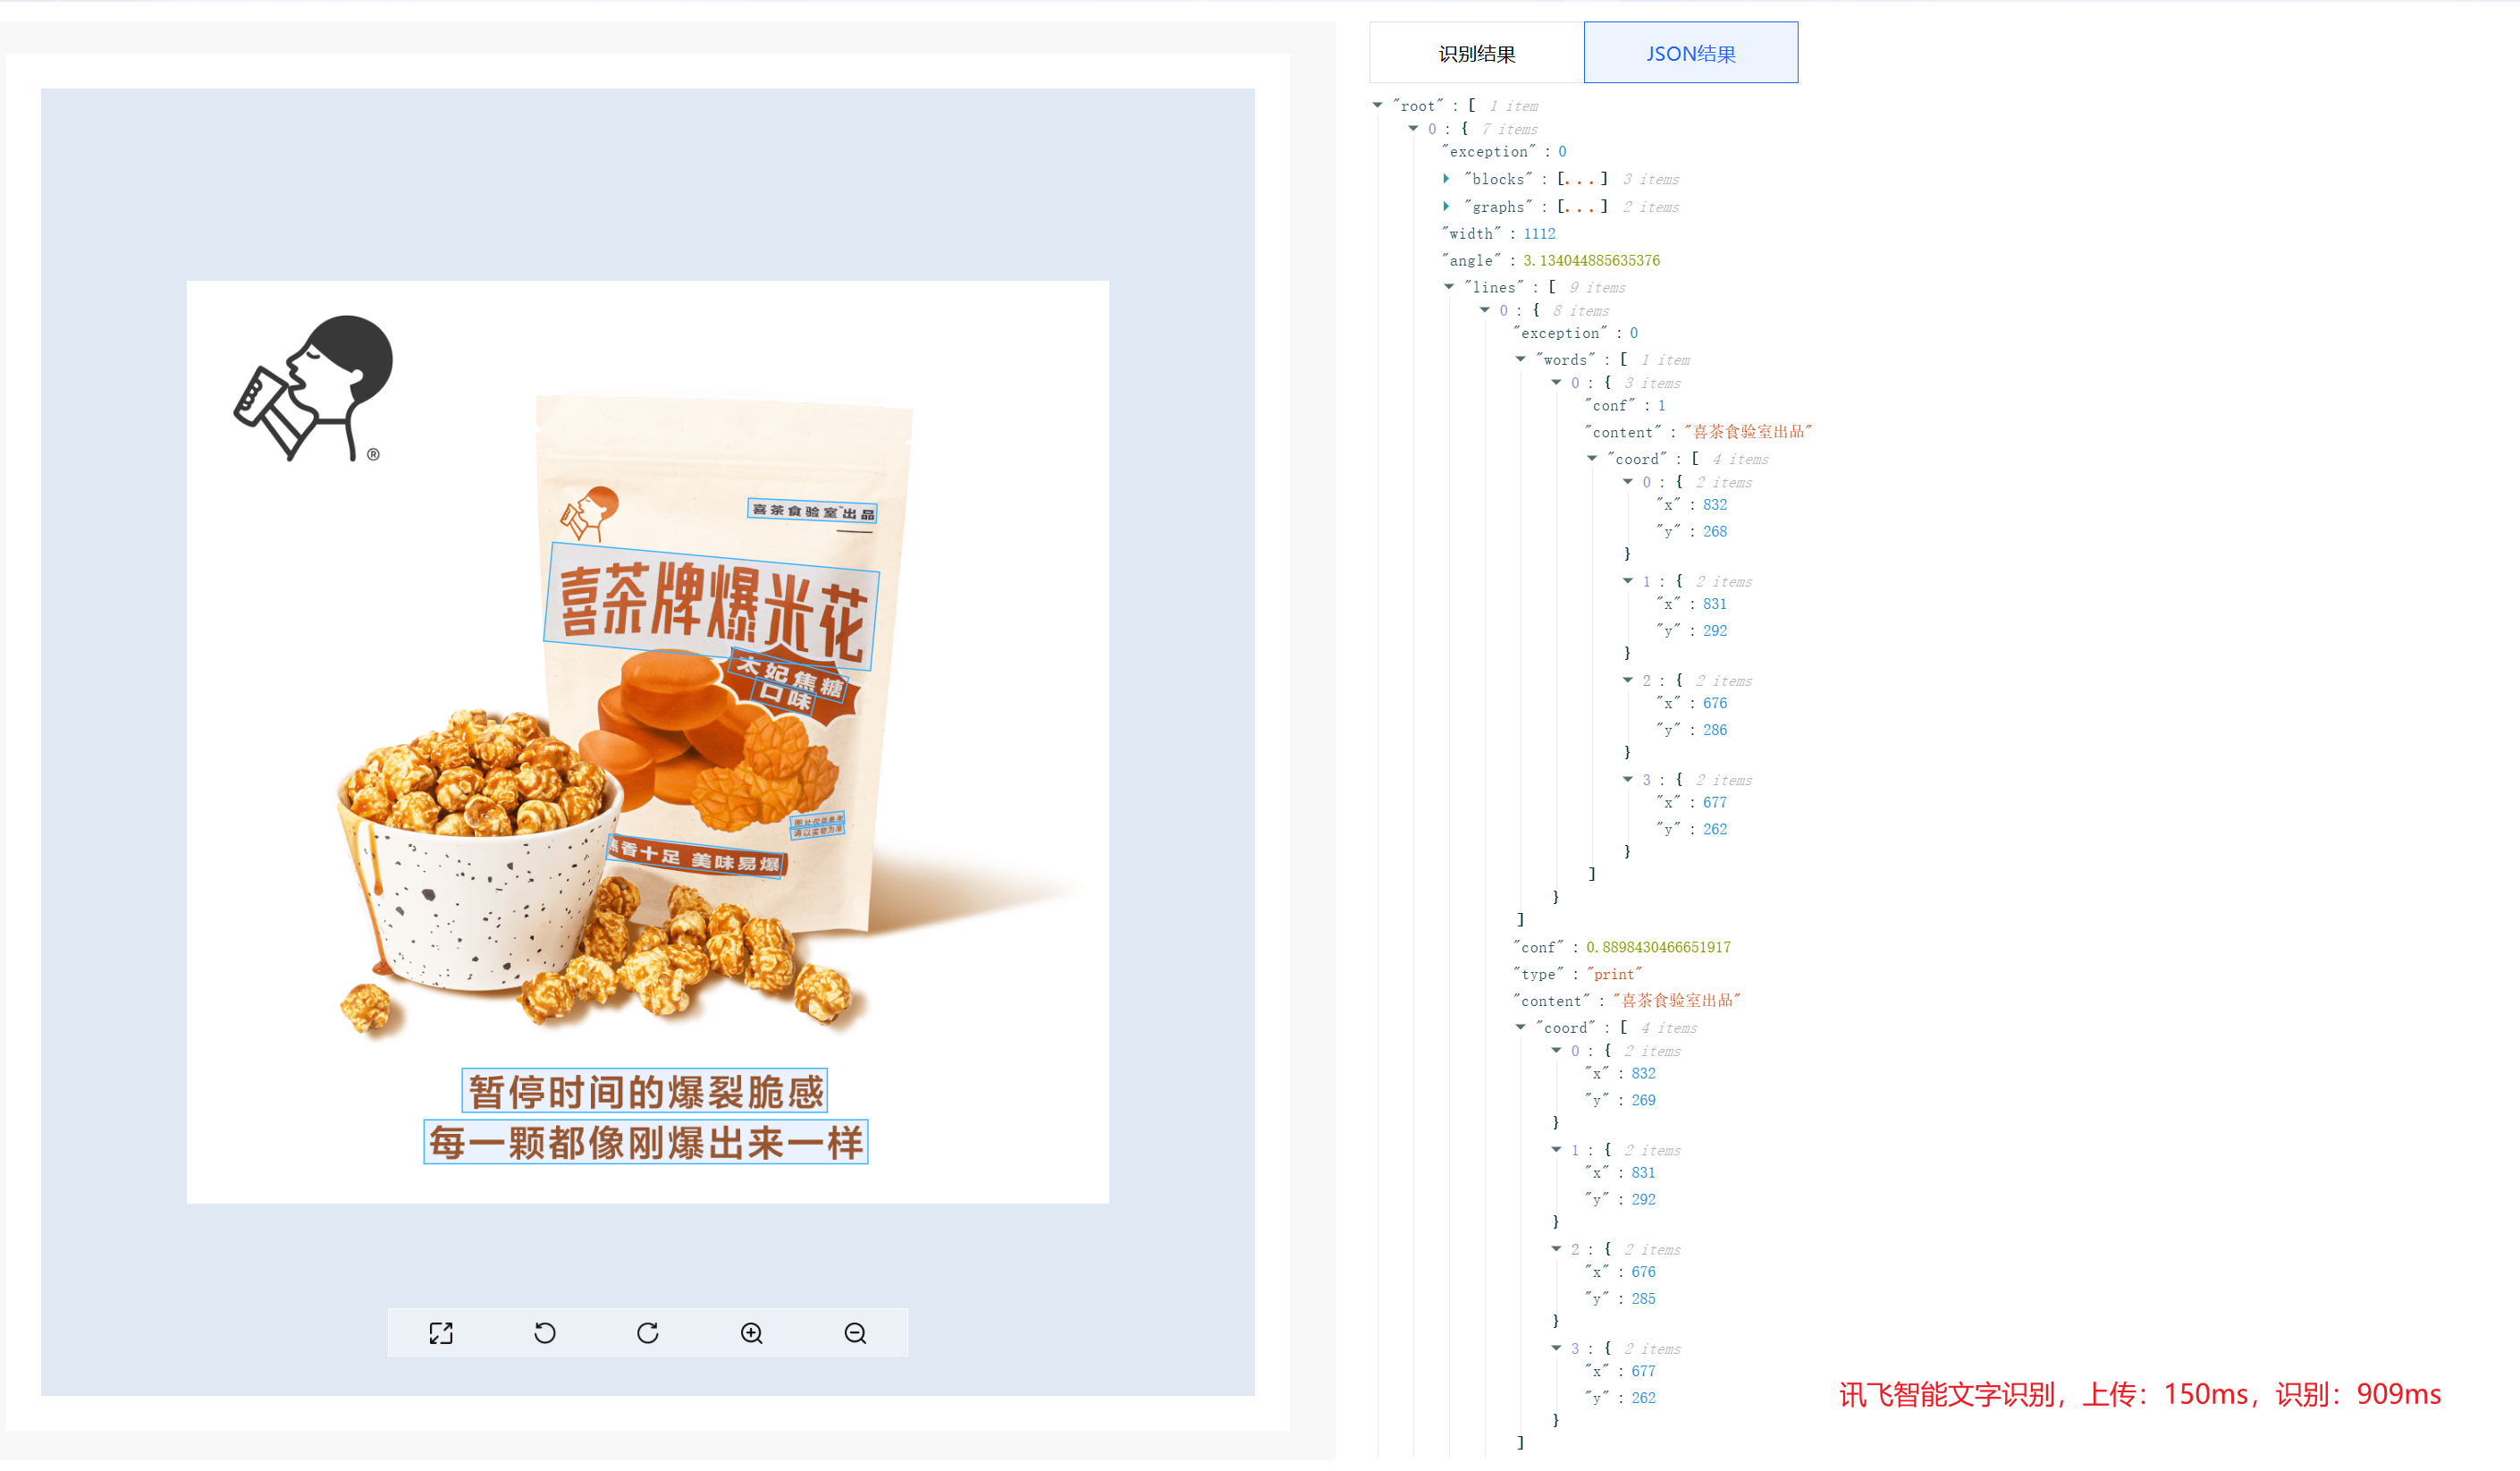 识别结果
JSON结果
®
喜茶食验室™出品
喜茶牌爆米花
太妃焦糖
口味
图片仅供参考
请以实物为准
焦香十足 美味易爆
暂停时间的爆裂脆感
每一颗都像刚爆出来一样
"root" : [ 1 item
0 : { 7 items
"exception" : 0
"blocks" : [...] 3 items
"graphs" : [...] 2 items
"width" : 1112
"angle" : 3.134044885635376
"lines" : [ 9 items
0 : { 8 items
"exception" : 0
"words" : [ 1 item
0 : { 3 items
"conf" : 1
"content" : "喜茶食验室出品"
"coord" : [ 4 items
0 : { 2 items
"x" : 832
"y" : 268
}
1 : { 2 items
"x" : 831
"y" : 292
}
2 : { 2 items
"x" : 676
"y" : 286
}
3 : { 2 items
"x" : 677
"y" : 262
}
]
}
]
"conf" : 0.8898430466651917
"type" : "print"
"content" : "喜茶食验室出品"
"coord" : [ 4 items
0 : { 2 items
"x" : 832
"y" : 269
}
1 : { 2 items
"x" : 831
"y" : 292
}
2 : { 2 items
"x" : 676
"y" : 285
}
3 : { 2 items
"x" : 677
"y" : 262
}
]
讯飞智能文字识别，上传：150ms，识别：909ms